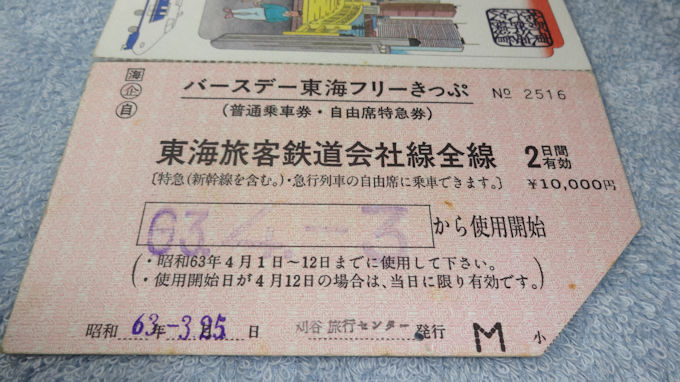 海
企
自
バースデー東海フリーきっぷ
№ 2516
(普通乗車券・自由席特急券)
東海旅客鉄道会社線全線
2日間有効
[特急(新幹線を含む。)・急行列車の自由席に乗車できます。]
¥10,000円
63.4.-3
から使用開始
・昭和63年4月1日~12日までに使用して下さい。
・使用開始日が4月12日の場合は、当日に限り有効です。
昭和 63年-3月25日
刈谷 旅行センター 発行
M
小